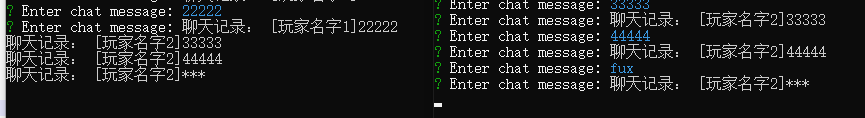 ? Enter chat message: 22222
? Enter chat message: 聊天记录： [玩家名字1]22222
聊天记录： [玩家名字2]33333
聊天记录： [玩家名字2]44444
聊天记录： [玩家名字2]***
? Enter chat message: 33333
? Enter chat message: 聊天记录： [玩家名字2]33333
? Enter chat message: 44444
? Enter chat message: 聊天记录： [玩家名字2]44444
? Enter chat message: fux
? Enter chat message: 聊天记录： [玩家名字2]***